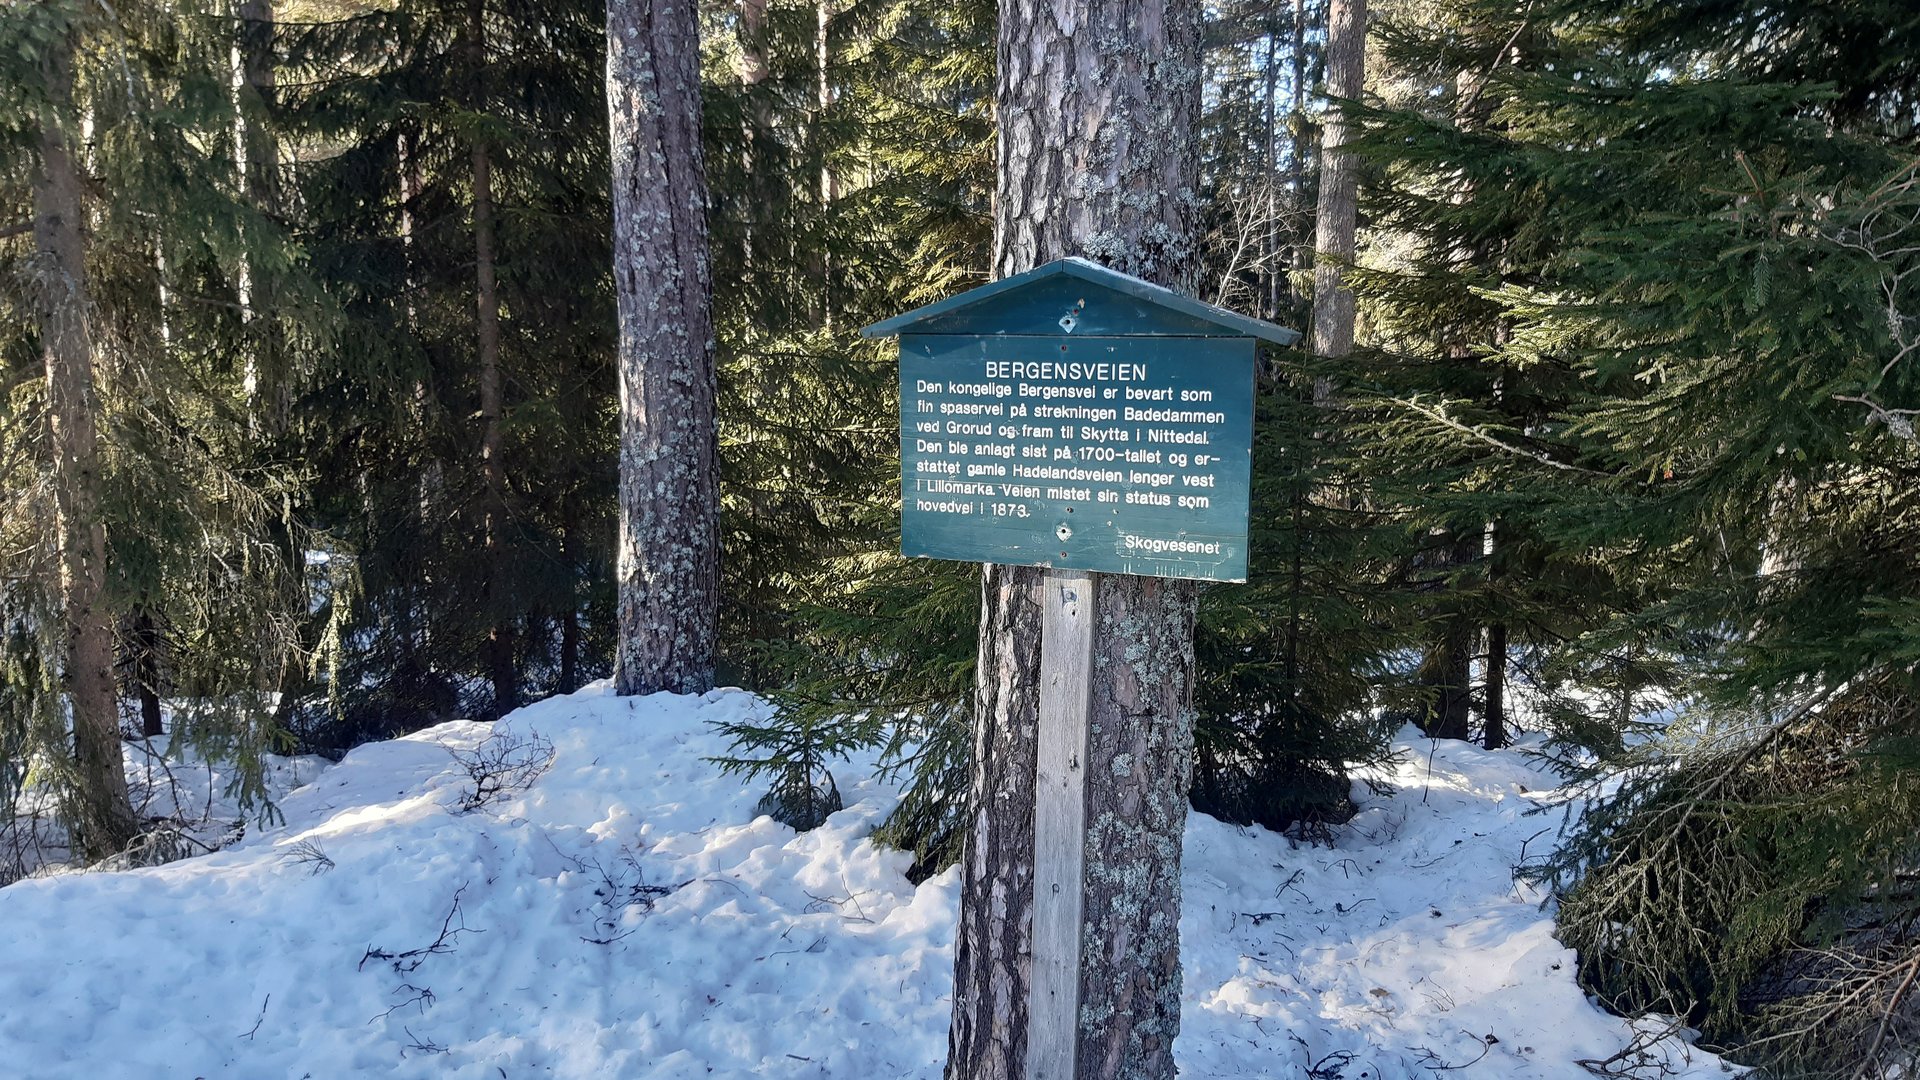 BERGENSVEIEN
Den kongelige Bergensvei er bevart som
fin spaservei på strekningen Badedammen
ved Grorud og fram til Skytta i Nittedal.
Den ble anlagt sist på 1700-tallet og er-
stattet gamle Hadelandsveien lenger vest
i Lillomarka. Veien mistet sin status som
hovedvei i 1873.
Skogvesenet